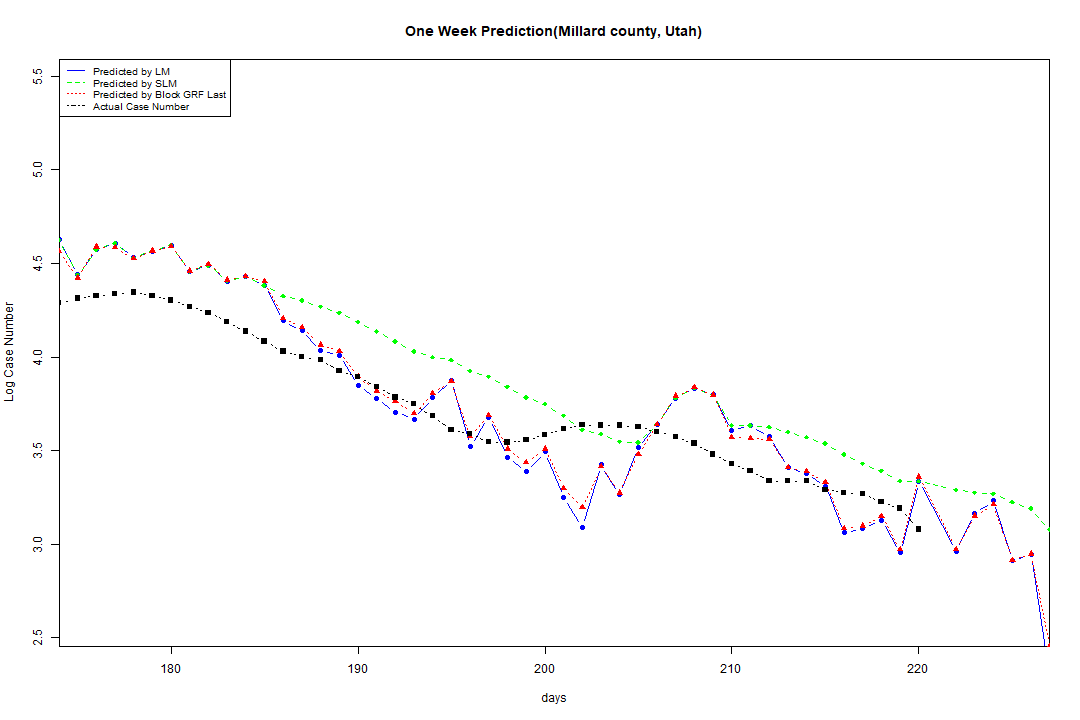 One Week Prediction(Millard county, Utah)
Predicted by LM
Predicted by SLM
Predicted by Block GRF Last
Actual Case Number
Log Case Number
5.5
5.0
4.5
4.0
3.5
3.0
2.5
180 190 200 210 220
days